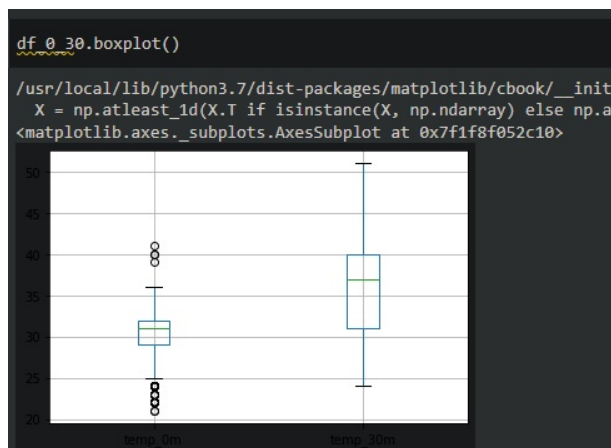 df_0_30.boxplot()
/usr/local/lib/python3.7/dist-packages/matplotlib/cbook/__init
X = np.atleast_1d(X.T if isinstance(X, np.ndarray) else np.a
<matplotlib.axes._subplots.AxesSubplot at 0x7f1f8f052c10>
50
45
40
35
30
25
20
temp_0m temp_30m